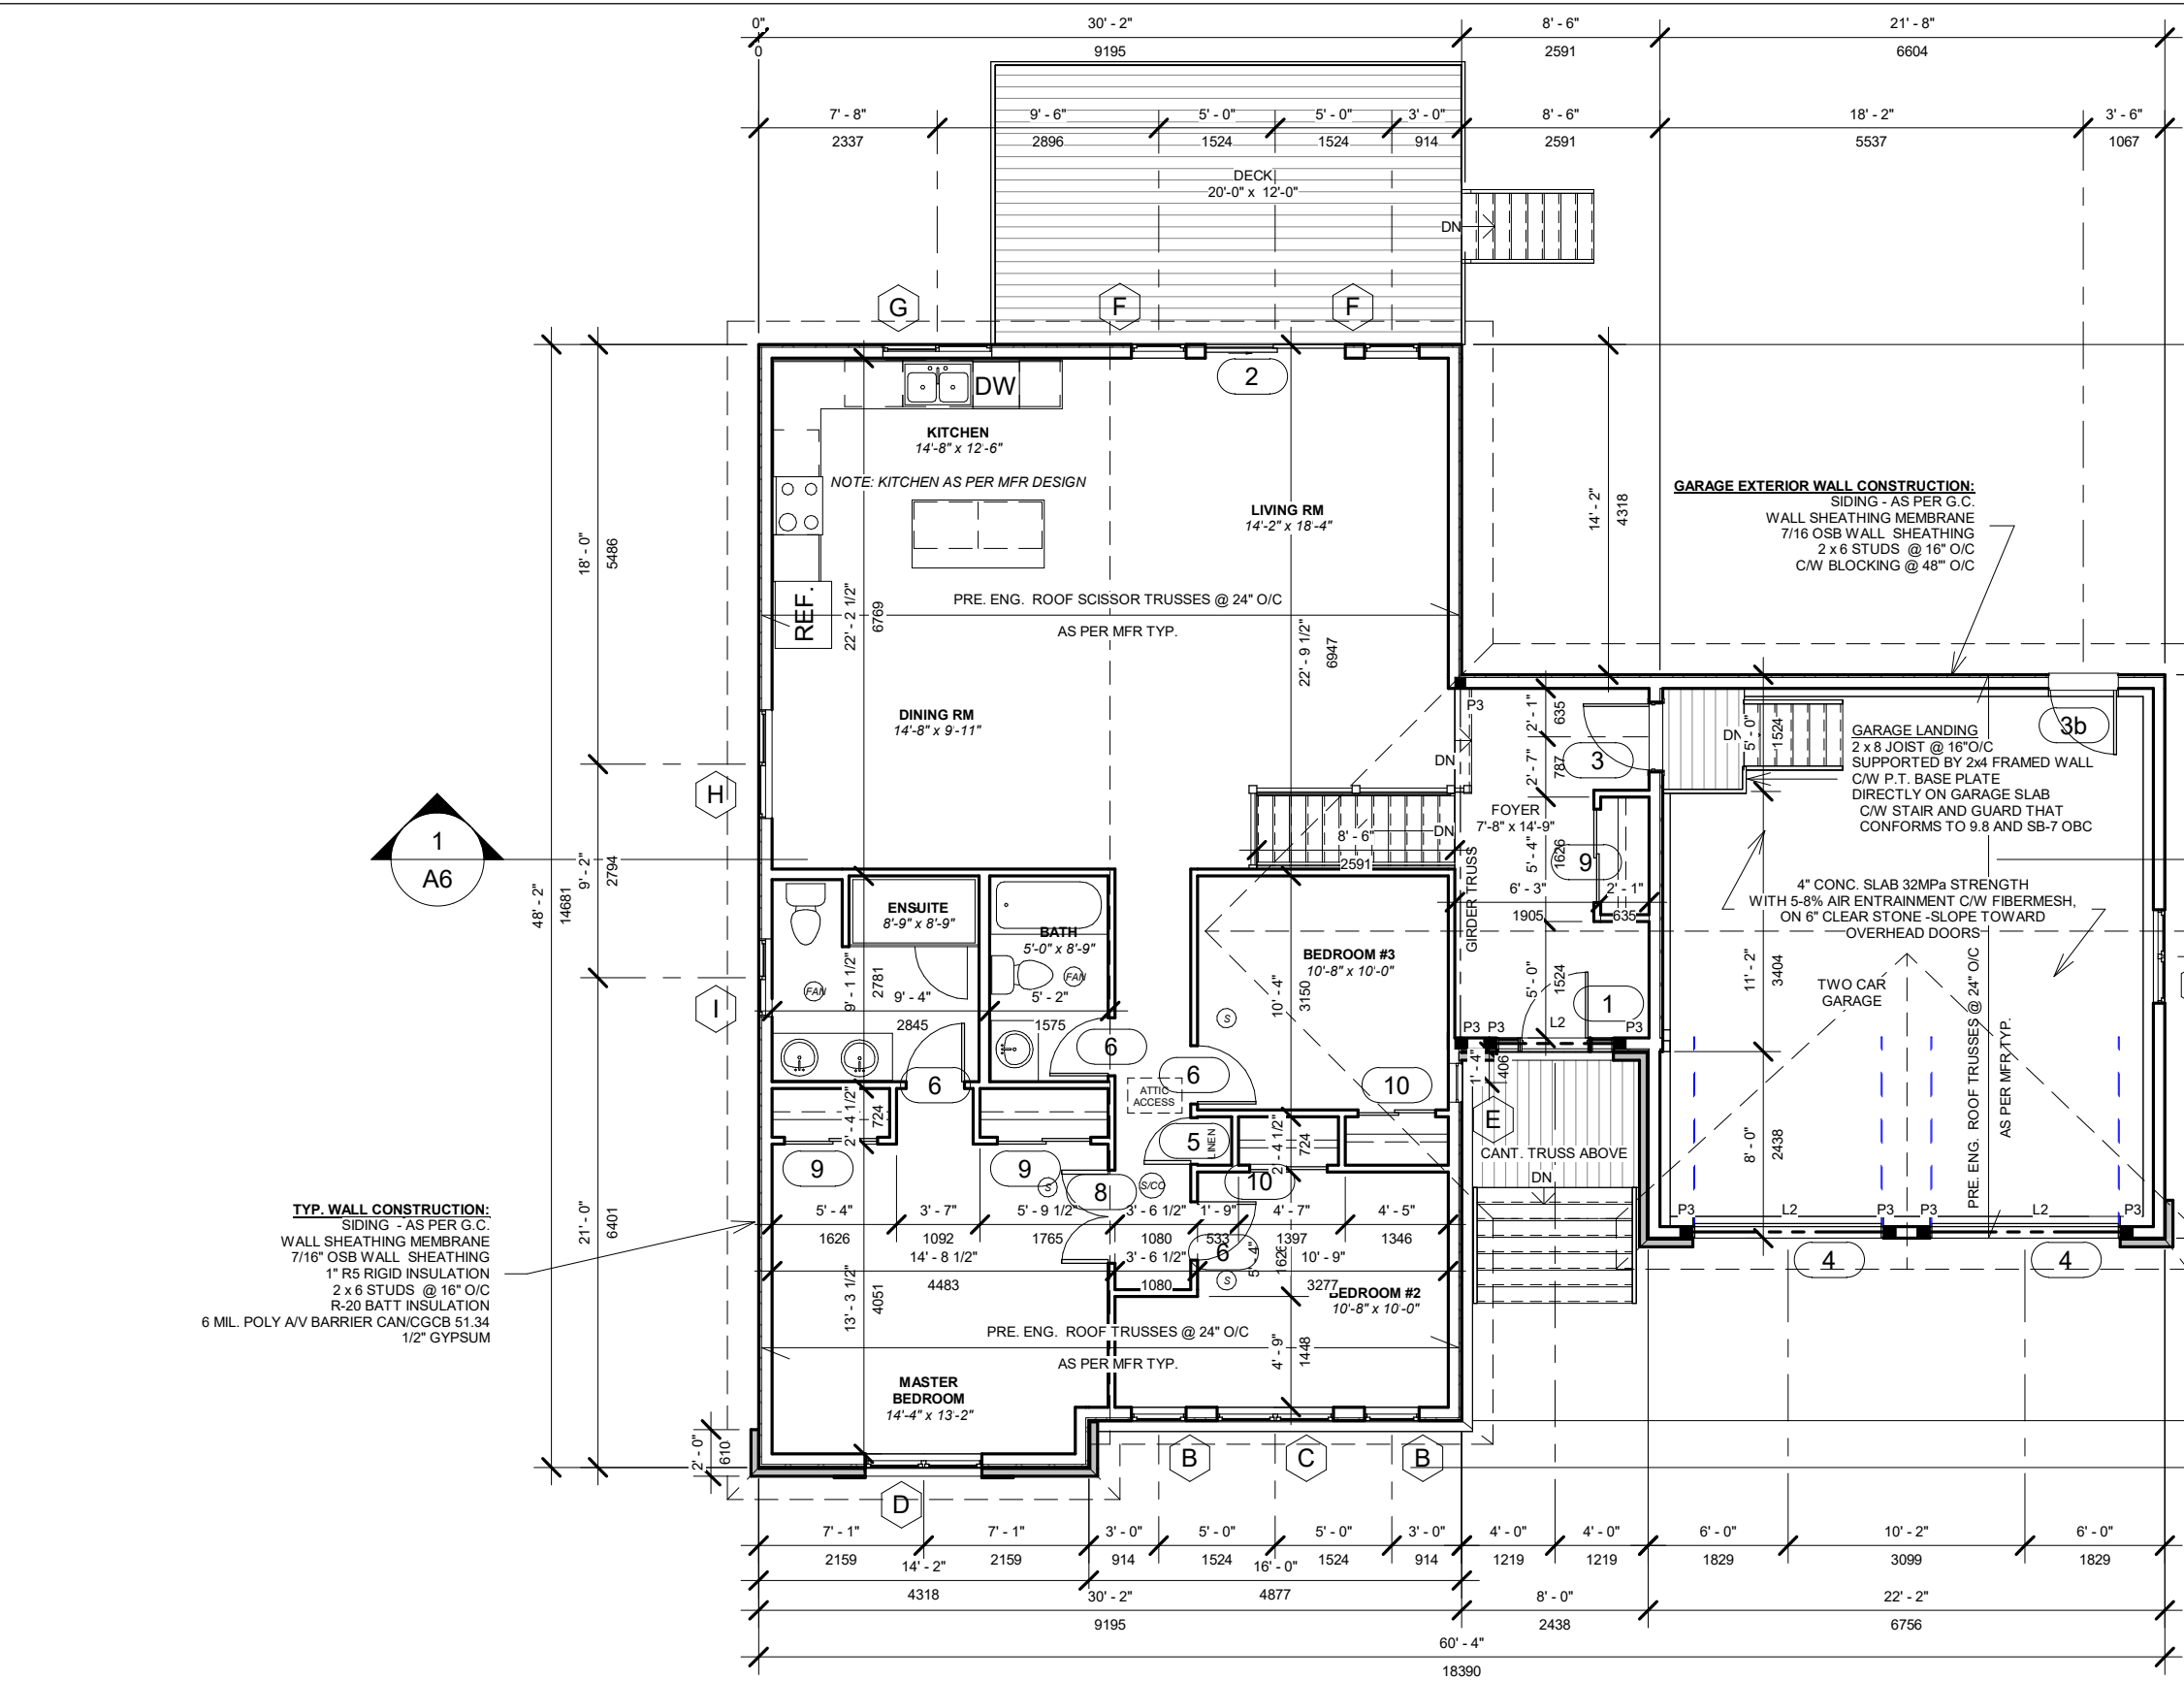 0" 30' - 2" 8' - 6" 21' - 8"
0 9195 2591 6604
7' - 8" 9' - 6" 5' - 0" 5' - 0" 3' - 0" 8' - 6" 18' - 2" 3' - 6"
2337 2896 1524 1524 914 2591 5537 1067
DECK
20'-0" x 12'-0"
DN
G F F
2
DW
KITCHEN
14'-8" x 12'-6"
NOTE: KITCHEN AS PER MFR DESIGN
REF.
LIVING RM
14'-2" x 18'-4"
14' - 2"
4318
GARAGE EXTERIOR WALL CONSTRUCTION:
SIDING - AS PER G.C.
WALL SHEATHING MEMBRANE
7/16 OSB WALL SHEATHING
2 x 6 STUDS @ 16" O/C
C/W BLOCKING @ 48'" O/C
18' - 0"
5486
22' - 2 1/2"
6769
PRE. ENG. ROOF SCISSOR TRUSSES @ 24" O/C
AS PER MFR TYP.
22' - 9 1/2"
6947
DINING RM
14'-8" x 9'-11"
P3
DN
2' - 1"
635
2' - 7"
787
3
DN
5' - 0"
1524
3b
GARAGE LANDING
2 x 8 JOIST @ 16"O/C
SUPPORTED BY 2x4 FRAMED WALL
C/W P.T. BASE PLATE
DIRECTLY ON GARAGE SLAB
C/W STAIR AND GUARD THAT
CONFORMS TO 9.8 AND SB-7 OBC
H
1
A6
FOYER
7'-8" x 14'-9"
8' - 6"
2591
DN
5' - 4"
1626
9
6' - 3" 2' - 1"
1905 635
GIRDER TRUSS
48' - 2"
14681
9' - 2"
2794
4" CONC. SLAB 32MPa STRENGTH
WITH 5-8% AIR ENTRAINMENT C/W FIBERMESH,
ON 6" CLEAR STONE -SLOPE TOWARD
OVERHEAD DOORS
ENSUITE
8'-9" x 8'-9"
BATH
5'-0" x 8'-9"
FAN
FAN
9' - 1 1/2"
2781
9' - 4" 5' - 2"
2845 1575
BEDROOM #3
10'-8" x 10'-0"
10' - 4"
3150
S
5' - 0"
1524
1
I
TWO CAR
GARAGE
11' - 2"
3404
PRE. ENG. ROOF TRUSSES @ 24" O/C
AS PER MFR TYP.
P3 P3 L2 P3
1' - 4"
406
6
6
6
10
ATTIC
ACCESS
E
2' - 4 1/2"
724
5
LINEN
2' - 4 1/2"
724
CANT. TRUSS ABOVE
DN
8' - 0"
2438
9
9
S
8
S/CO
10
P3 L2 P3 P3 L2 P3
TYP. WALL CONSTRUCTION:
SIDING - AS PER G.C.
WALL SHEATHING MEMBRANE
7/16" OSB WALL SHEATHING
1" R5 RIGID INSULATION
2 x 6 STUDS @ 16" O/C
R-20 BATT INSULATION
6 MIL. POLY A/V BARRIER CAN/CGCB 51.34
1/2" GYPSUM
21' - 0"
6401
5' - 4" 3' - 7" 5' - 9 1/2" 3' - 6 1/2" 1' - 9" 4' - 7" 4' - 5"
1626 1092 1765 1080 533 1397 1346
14' - 8 1/2" 3' - 6 1/2" 10' - 9"
4483 1080 3277
6
5' - 4"
S
4 4
13' - 3 1/2"
4051
BEDROOM #2
10'-8" x 10'-0"
PRE. ENG. ROOF TRUSSES @ 24" O/C
AS PER MFR TYP.
4' - 9"
1448
MASTER
BEDROOM
14'-4" x 13'-2"
2' - 0"
610
B C B
D
7' - 1" 7' - 1" 3' - 0" 5' - 0" 5' - 0" 3' - 0" 4' - 0" 4' - 0" 6' - 0" 10' - 2" 6' - 0"
2159 2159 914 1524 1524 914 1219 1219 1829 3099 1829
14' - 2" 16' - 0"
4318 4877
30' - 2" 8' - 0" 22' - 2"
9195 2438 6756
60' - 4"
18390